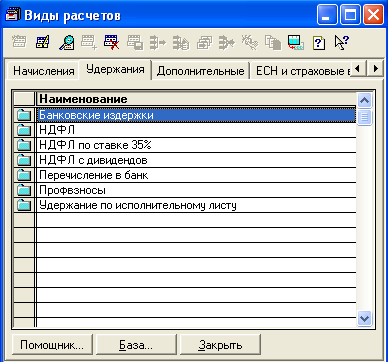 Виды расчетов
Начисления Удержания Дополнительные ЕСН и страховые в
Наименование
Банковские издержки
НДФЛ
НДФЛ по ставке 35%
НДФЛ с дивидендов
Перечисление в банк
Профвзносы
Удержание по исполнительному листу
Помощник... База... Закрыть